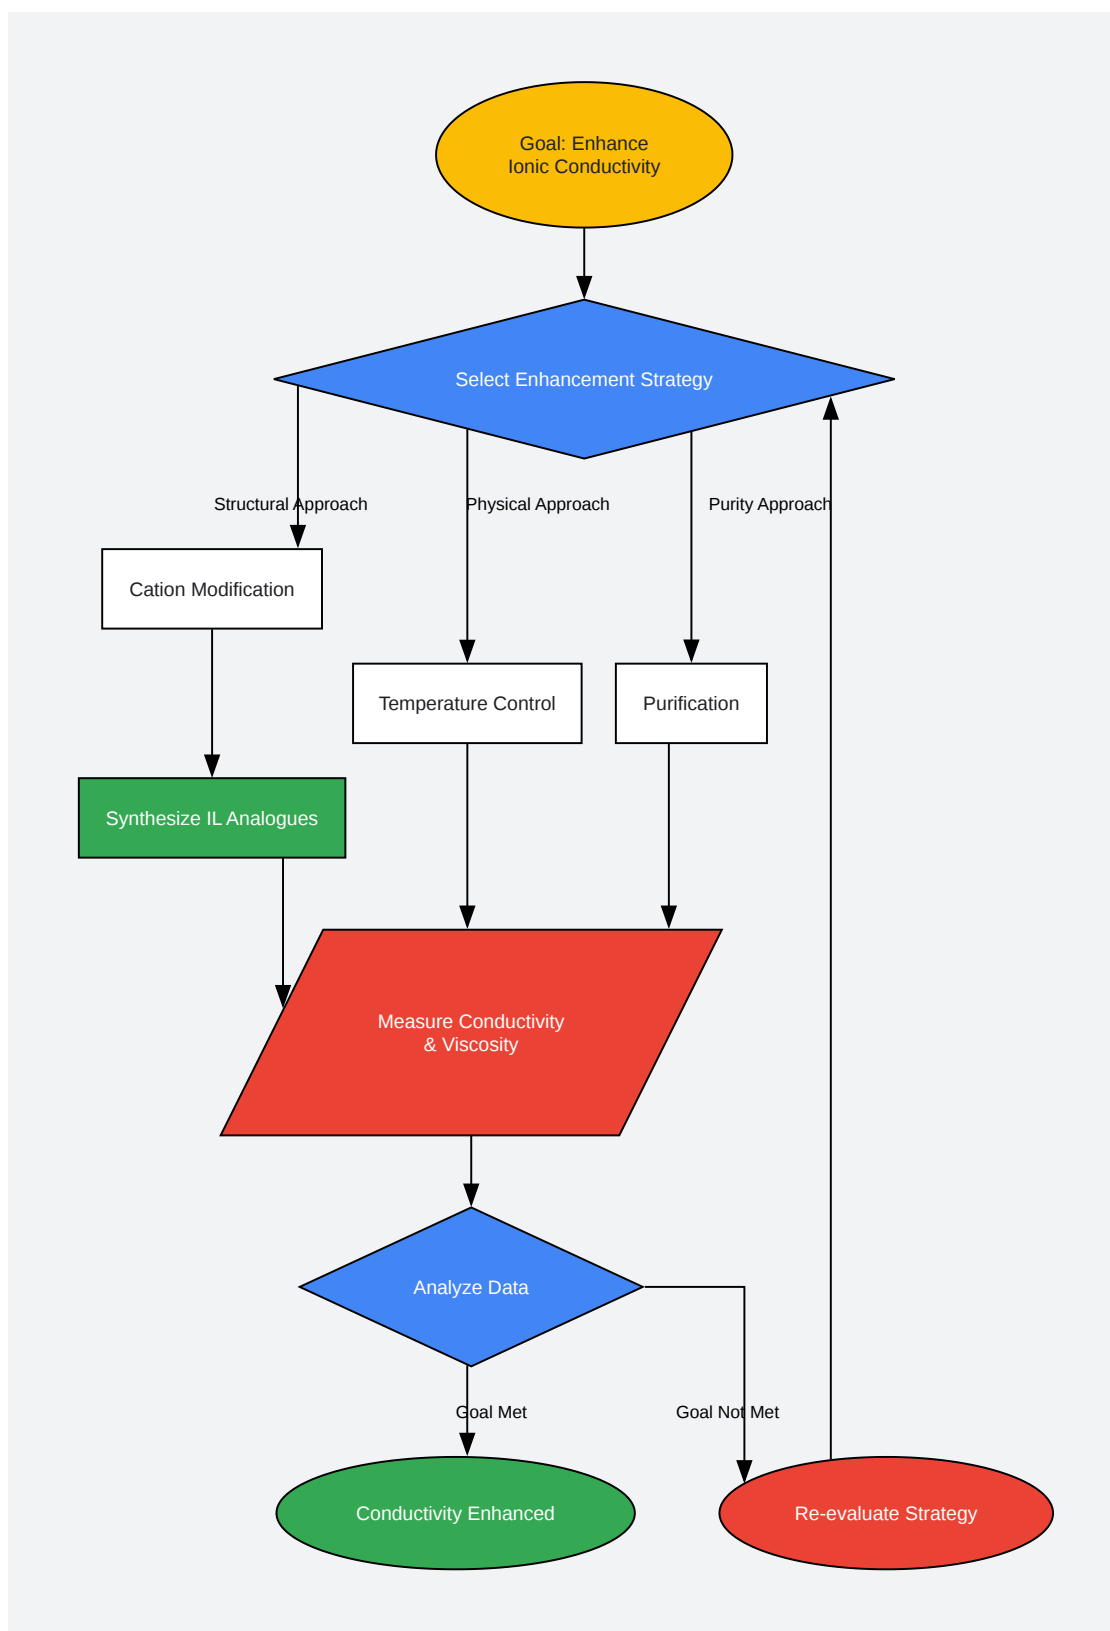 Goal: Enhance
Ionic Conductivity
Select Enhancement Strategy
Structural Approach
Physical Approach
Purity Approach
Cation Modification
Temperature Control
Purification
Synthesize IL Analogues
Measure Conductivity
& Viscosity
Analyze Data
Goal Met
Goal Not Met
Conductivity Enhanced
Re-evaluate Strategy